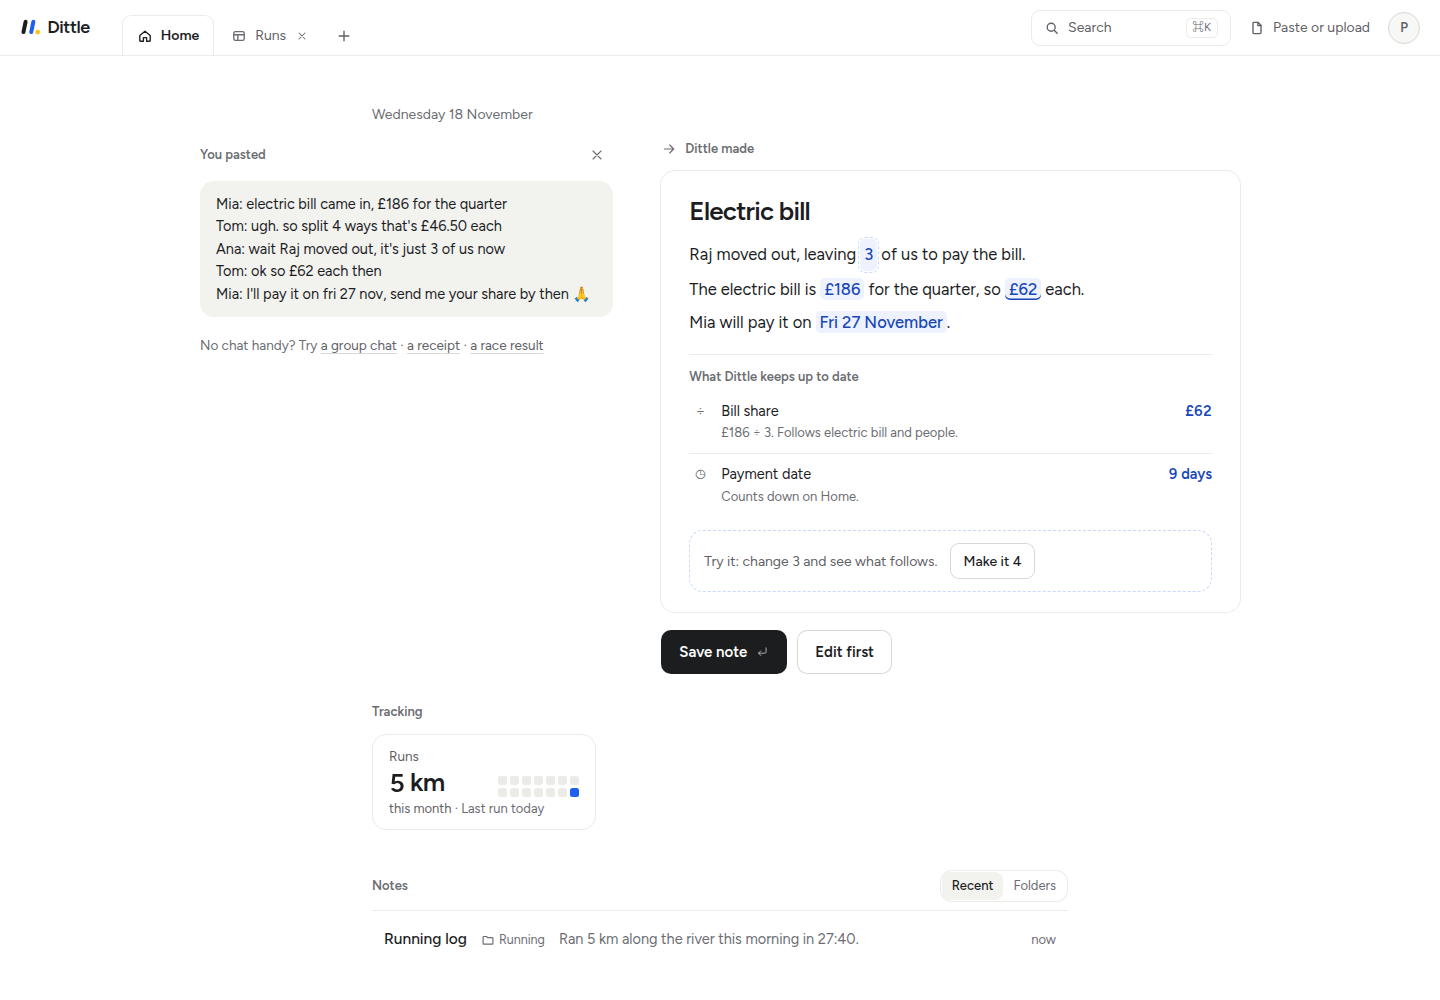 Dittle
Home
Runs
Search
⌘K
Paste or upload
P
Wednesday 18 November
You pasted
Mia: electric bill came in, £186 for the quarter
Tom: ugh. so split 4 ways that's £46.50 each
Ana: wait Raj moved out, it's just 3 of us now
Tom: ok so £62 each then
Mia: I'll pay it on fri 27 nov, send me your share by then 🙏
No chat handy? Try a group chat · a receipt · a race result
Dittle made
Electric bill
Raj moved out, leaving 3 of us to pay the bill.
The electric bill is £186 for the quarter, so £62 each.
Mia will pay it on Fri 27 November.
What Dittle keeps up to date
÷ Bill share £62
£186 ÷ 3. Follows electric bill and people.
Payment date 9 days
Counts down on Home.
Try it: change 3 and see what follows. Make it 4
Save note
Edit first
Tracking
Runs
5 km
this month · Last run today
Notes
Recent
Folders
Running log Running Ran 5 km along the river this morning in 27:40. now